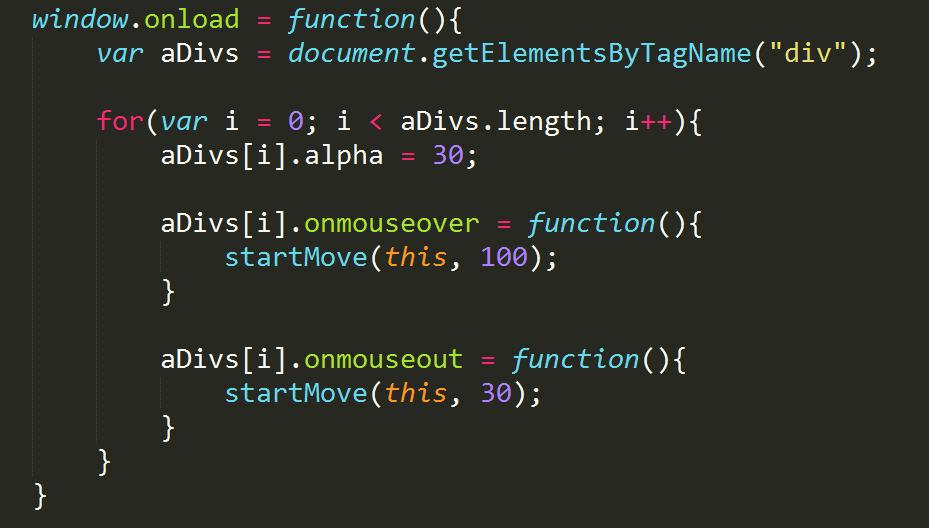 window.onload = function(){
    var aDivs = document.getElementsByTagName("div");
    for(var i = 0; i < aDivs.length; i++){
        aDivs[i].alpha = 30;
        aDivs[i].onmouseover = function(){
            startMove(this, 100);
        }
        aDivs[i].onmouseout = function(){
            startMove(this, 30);
        }
    }
}